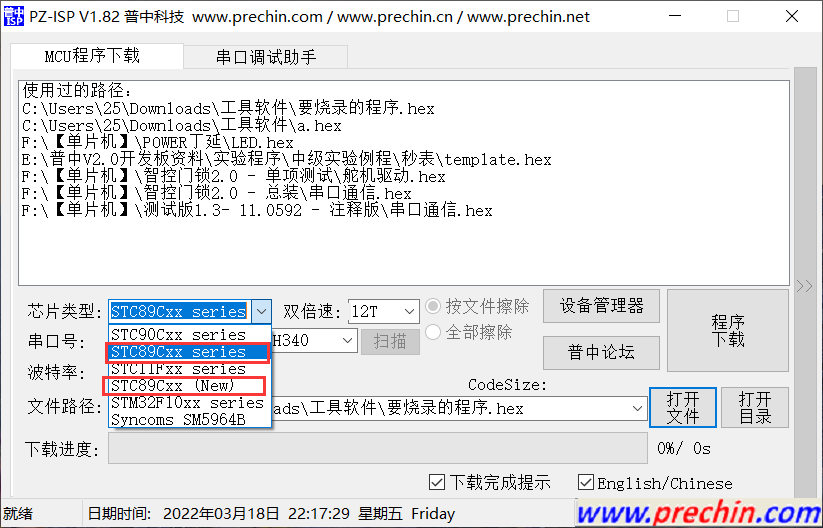 普中 ISP PZ-ISP V1.82 普中科技 www.prechin.com / www.prechin.cn / www.prechin.net
MCU程序下载 串口调试助手
使用过的路径:
C:\Users\25\Downloads\工具软件\要烧录的程序.hex
C:\Users\25\Downloads\工具软件\a.hex
F:\【单片机】\POWER丁延\LED.hex
E:\普中V2.0开发板资料\实验程序\中级实验例程\秒表\template.hex
F:\【单片机】\智控门锁2.0 - 单项测试\舵机驱动.hex
F:\【单片机】\智控门锁2.0 - 总装\串口通信.hex
F:\【单片机】\测试版1.3- 11.0592 - 注释版\串口通信.hex
芯片类型: STC89Cxx series 双倍速: 12T 按文件擦除 设备管理器
STC90Cxx series
串口号: STC89Cxx series H340 扫描 全部擦除 普中论坛 程序下载
STC11Fxx series
波特率: STC89Cxx (New) CodeSize:
文件路径: STM32F10xx series ads\工具软件\要烧录的程序.hex 打开文件 打开目录
Syncoms SM5964B
下载进度: 0%/ 0s
下载完成提示 English/Chinese
就绪 日期时间: 2022年03月18日 22:17:29 星期五 Friday www.prechin.com